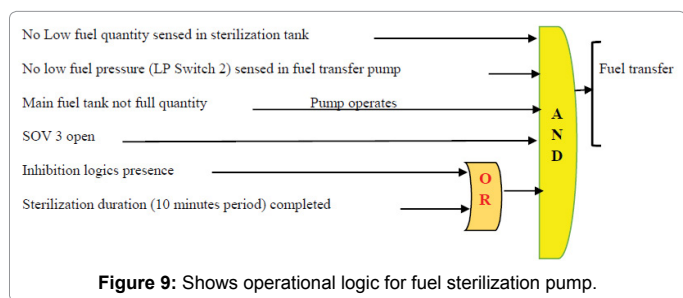 No Low fuel quantity sensed in sterilization tank
No low fuel pressure (LP Switch 2) sensed in fuel transfer pump
Fuel transfer
Main fuel tank not full quantity Pump operates
SOV 3 open
Inhibition logics presence
Sterilization duration (10 minutes period) completed
O
R
A
N
D
Figure 9: Shows operational logic for fuel sterilization pump.